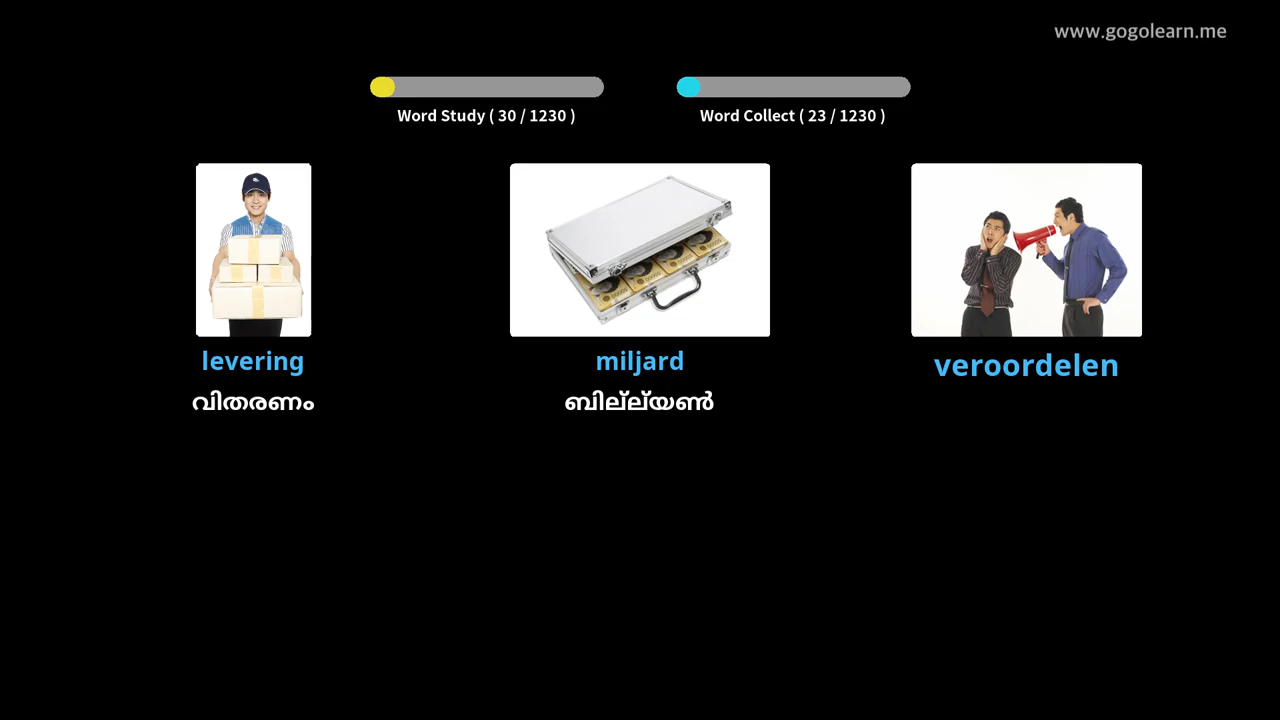 www.gogolearn.me
Word Study ( 30 / 1230 )
Word Collect ( 23 / 1230 )
levering
miljard
veroordelen
വിതരണം
ബില്ല്യൺ